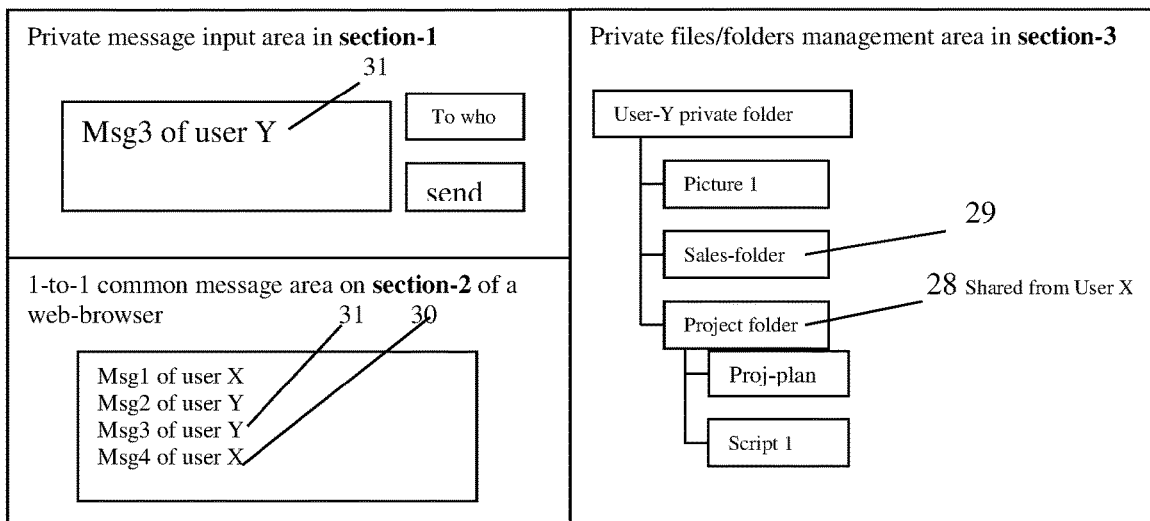 Private message input area in section-1
31
Msg3 of user Y
To who
send
1-to-1 common message area on section-2 of a
web-browser
31 30
Msg1 of user X
Msg2 of user Y
Msg3 of user Y
Msg4 of user X
Private files/folders management area in section-3
User-Y private folder
Picture 1
29
Sales-folder
28 Shared from User X
Project folder
Proj-plan
Script 1